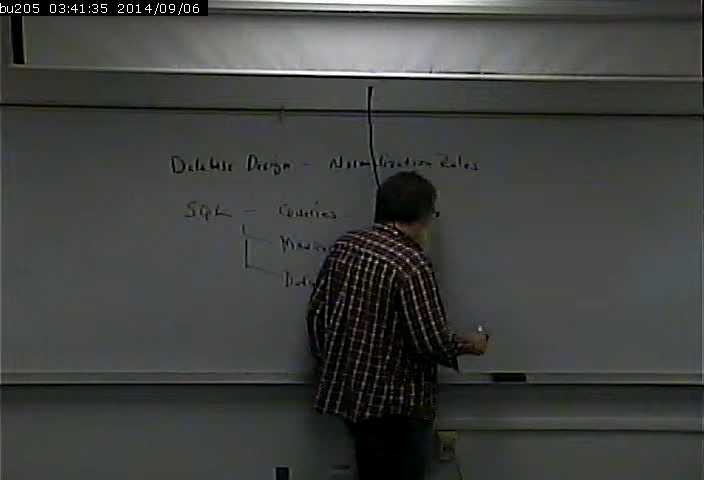 bu205 03:41:35 2014/09/06
Database Design - Normalization Rules
SQL - Queries